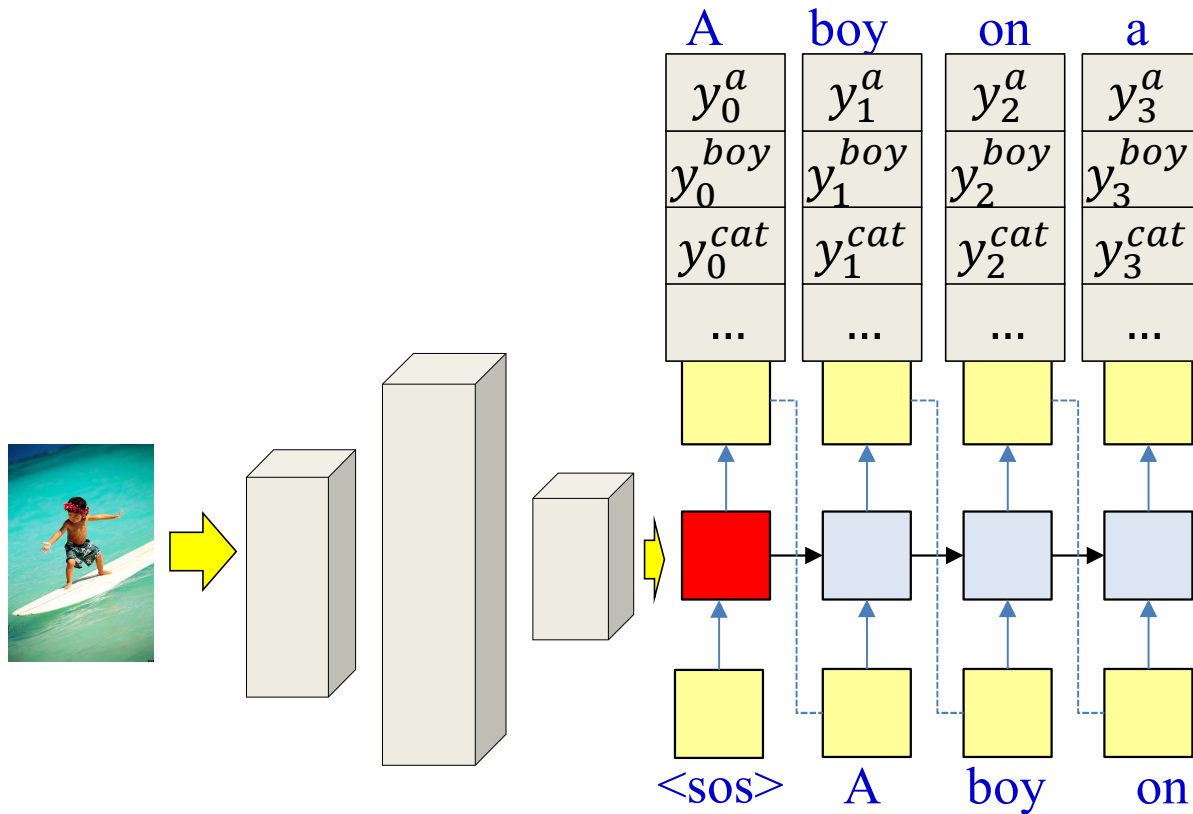 A boy on a
y_0^a y_1^a y_2^a y_3^a
y_0^boy y_1^boy y_2^boy y_3^boy
y_0^cat y_1^cat y_2^cat y_3^cat
... ... ... ...
<sos> A boy on